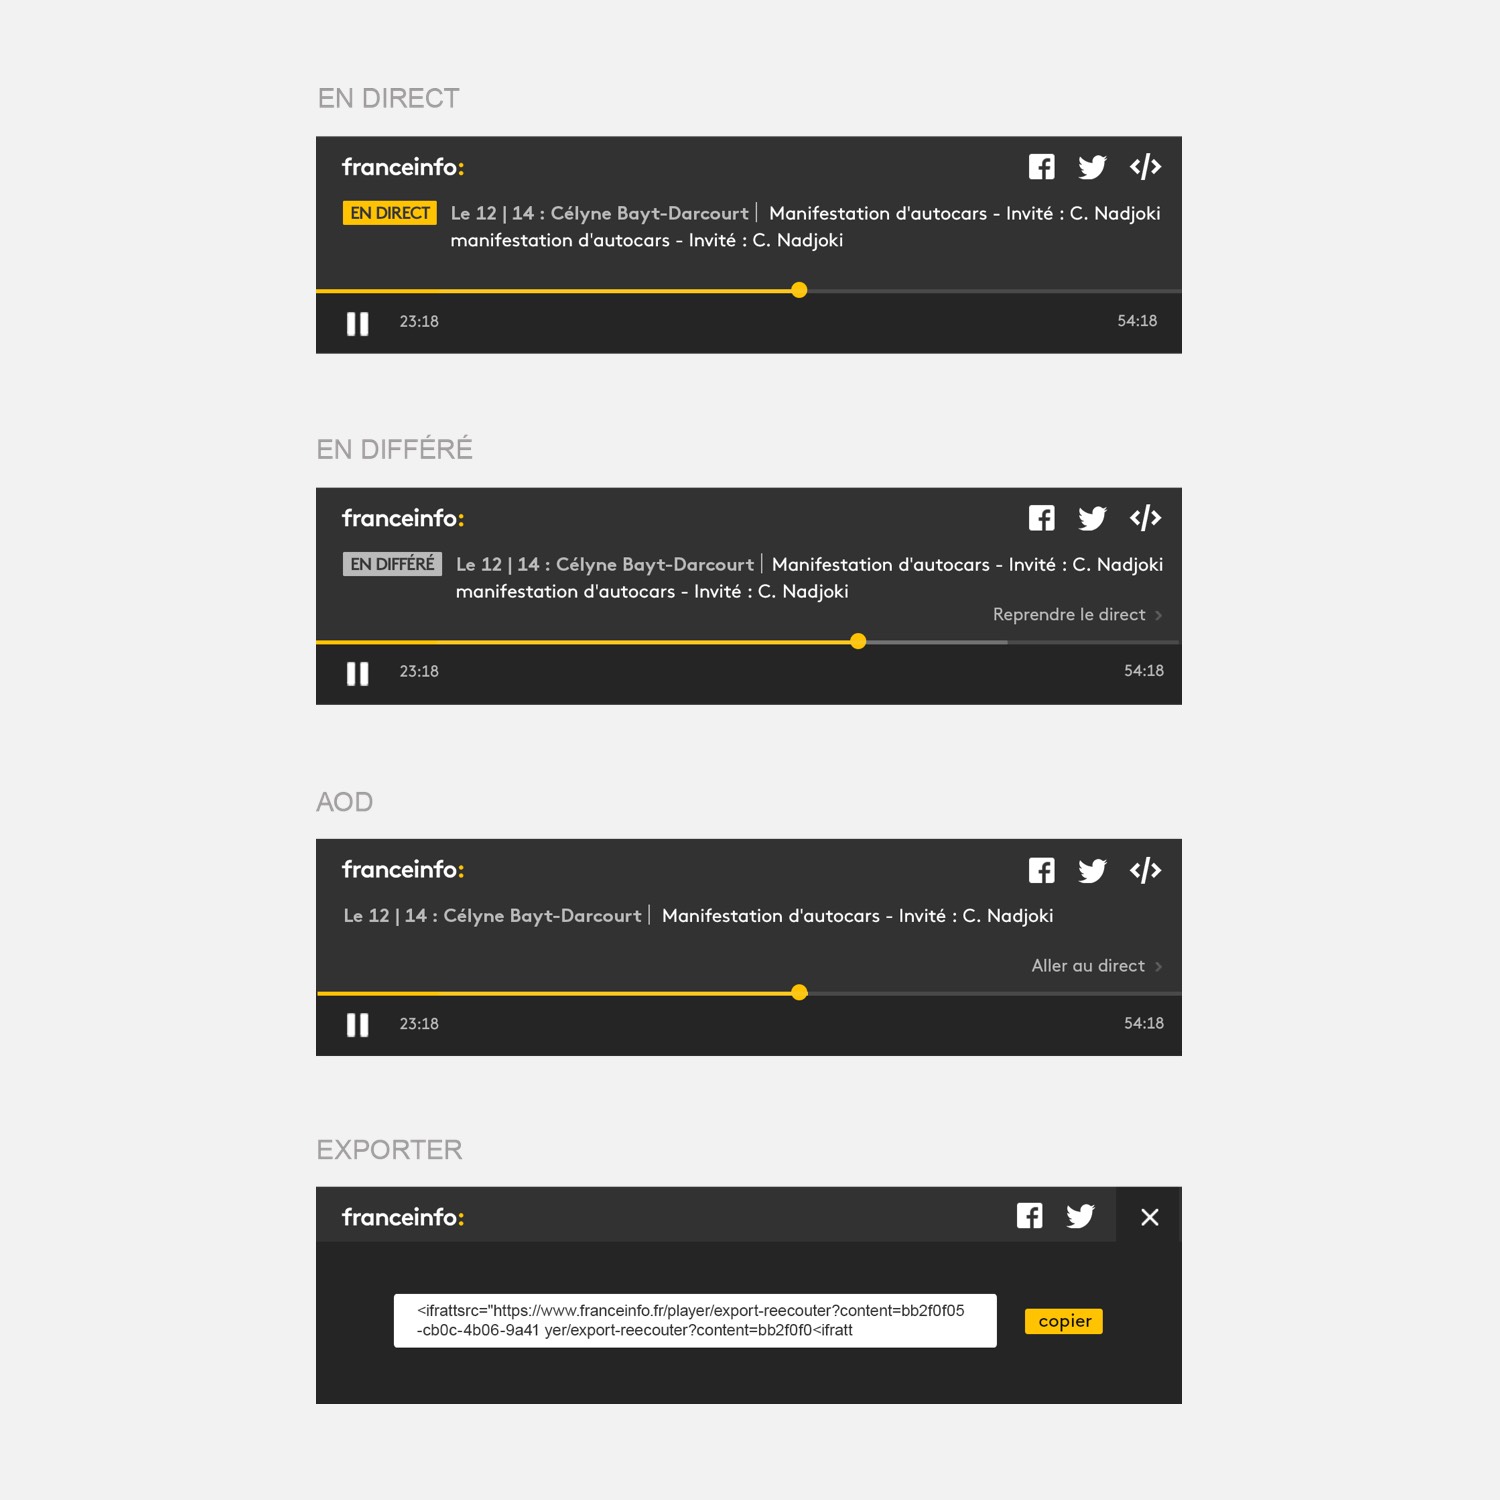 EN DIRECT
franceinfo:
EN DIRECT Le 12 | 14 : Célyne Bayt-Darcourt | Manifestation d'autocars - Invité : C. Nadjoki
manifestation d'autocars - Invité : C. Nadjoki
23:18 54:18
EN DIFFÉRÉ
franceinfo:
EN DIFFÉRÉ Le 12 | 14 : Célyne Bayt-Darcourt | Manifestation d'autocars - Invité : C. Nadjoki
manifestation d'autocars - Invité : C. Nadjoki
Reprendre le direct >
23:18 54:18
AOD
franceinfo:
Le 12 | 14 : Célyne Bayt-Darcourt | Manifestation d'autocars - Invité : C. Nadjoki
Aller au direct >
23:18 54:18
EXPORTER
franceinfo:
<ifrattsrc="https://www.franceinfo.fr/player/export-reecouter?content=bb2f0f05
-cb0c-4b06-9a41 yer/export-reecouter?content=bb2f0f0<ifratt
copier